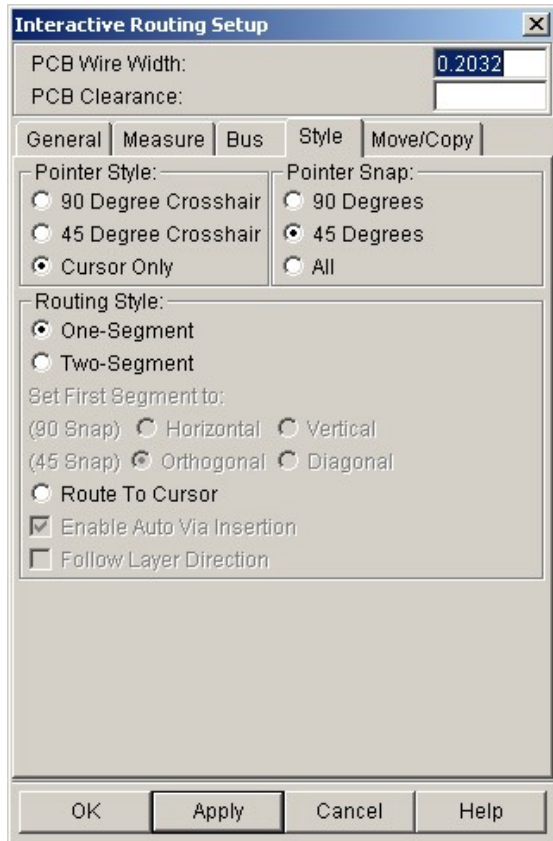 Interactive Routing Setup
PCB Wire Width: 0.2032
PCB Clearance:
General Measure Bus Style Move/Copy
Pointer Style: Pointer Snap:
90 Degree Crosshair 90 Degrees
45 Degree Crosshair 45 Degrees
Cursor Only All
Routing Style:
One-Segment
Two-Segment
Set First Segment to:
(90 Snap) Horizontal Vertical
(45 Snap) Orthogonal Diagonal
Route To Cursor
Enable Auto Via Insertion
Follow Layer Direction
OK Apply Cancel Help